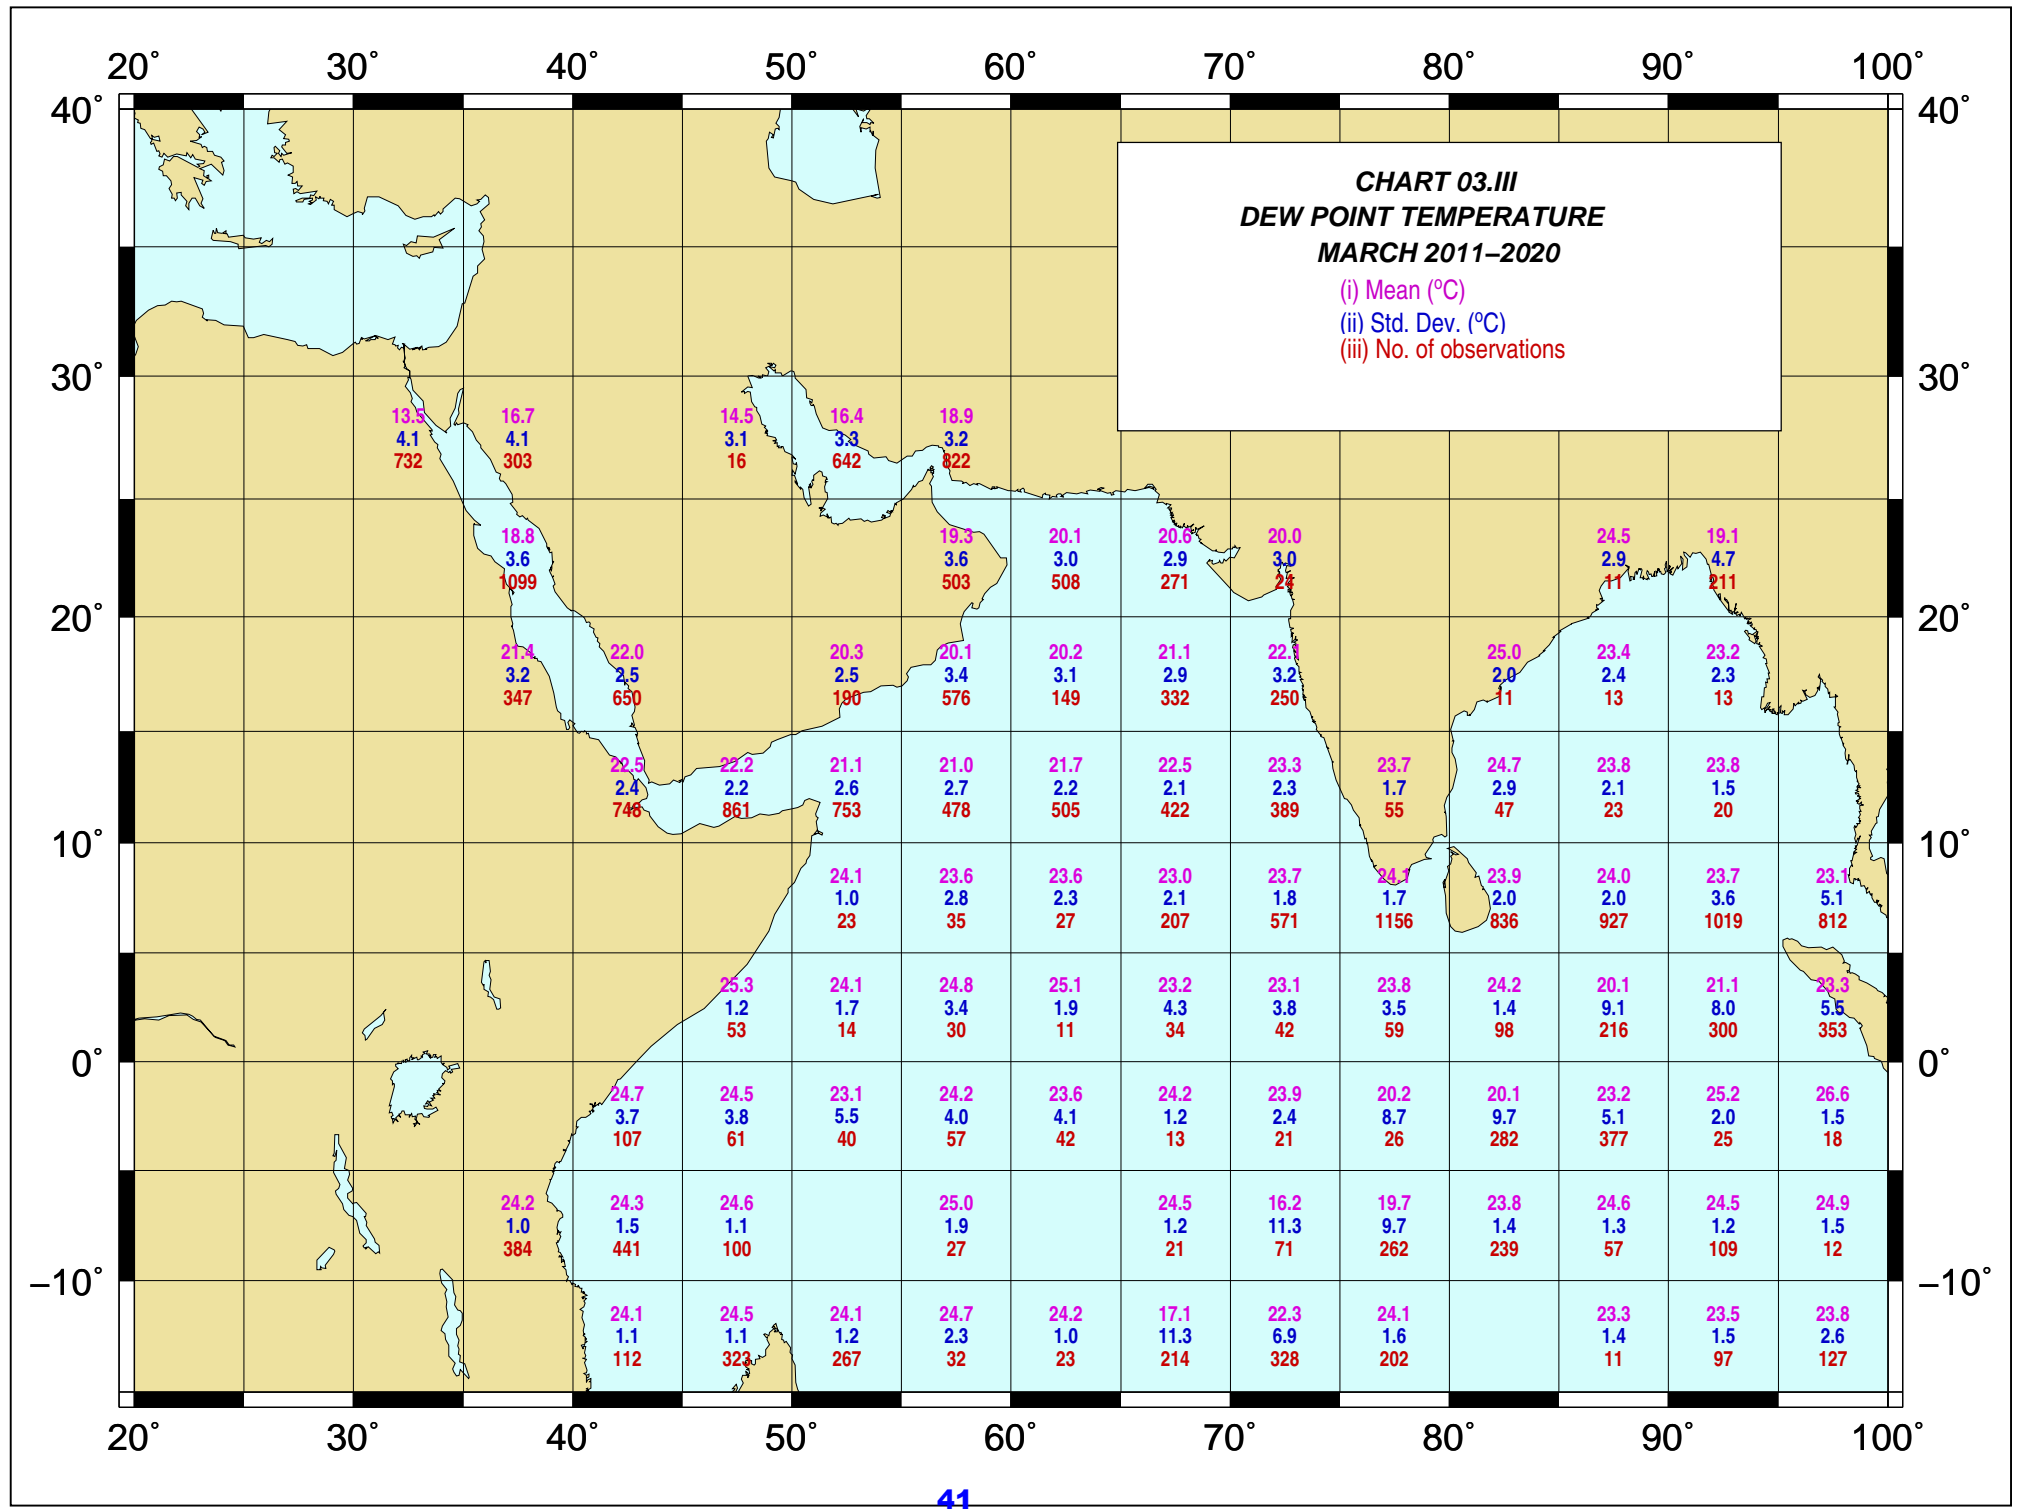 20° 30° 40° 50° 60° 70° 80° 90° 100°
40° 40°
CHART 03.III
DEW POINT TEMPERATURE
MARCH 2011–2020
(i) Mean (°C)
(ii) Std. Dev. (°C)
(iii) No. of observations
30° 30°
13.5 16.7 14.5 16.4 18.9
4.1 4.1 3.1 3.3 3.2
732 303 16 642 822
18.8 19.3 20.1 20.6 20.0 24.5 19.1
3.6 3.6 3.0 2.9 3.0 2.9 4.7
1099 503 508 271 24 11 211
20° 20°
21.4 22.0 20.3 20.1 20.2 21.1 22.1 25.0 23.4 23.2
3.2 2.5 2.5 3.4 3.1 2.9 3.2 2.0 2.4 2.3
347 650 190 576 149 332 250 11 13 13
22.5 22.2 21.1 21.0 21.7 22.5 23.3 23.7 24.7 23.8 23.8
2.4 2.2 2.6 2.7 2.2 2.1 2.3 1.7 2.9 2.1 1.5
748 861 753 478 505 422 389 55 47 23 20
10° 10°
24.1 23.6 23.6 23.0 23.7 24.1 23.9 24.0 23.7 23.1
1.0 2.8 2.3 2.1 1.8 1.7 2.0 2.0 3.6 5.1
23 35 27 207 571 1156 836 927 1019 812
25.3 24.1 24.8 25.1 23.2 23.1 23.8 24.2 20.1 21.1 23.3
1.2 1.7 3.4 1.9 4.3 3.8 3.5 1.4 9.1 8.0 5.5
53 14 30 11 34 42 59 98 216 300 353
0° 0°
24.7 24.5 23.1 24.2 23.6 24.2 23.9 20.2 20.1 23.2 25.2 26.6
3.7 3.8 5.5 4.0 4.1 1.2 2.4 8.7 9.7 5.1 2.0 1.5
107 61 40 57 42 13 21 26 282 377 25 18
24.2 24.3 24.6 25.0 24.5 16.2 19.7 23.8 24.6 24.5 24.9
1.0 1.5 1.1 1.9 1.2 11.3 9.7 1.4 1.3 1.2 1.5
384 441 100 27 21 71 262 239 57 109 12
–10° –10°
24.1 24.5 24.1 24.7 24.2 17.1 22.3 24.1 23.3 23.5 23.8
1.1 1.1 1.2 2.3 1.0 11.3 6.9 1.6 1.4 1.5 2.6
112 323 267 32 23 214 328 202 11 97 127
20° 30° 40° 50° 60° 70° 80° 90° 100°
41